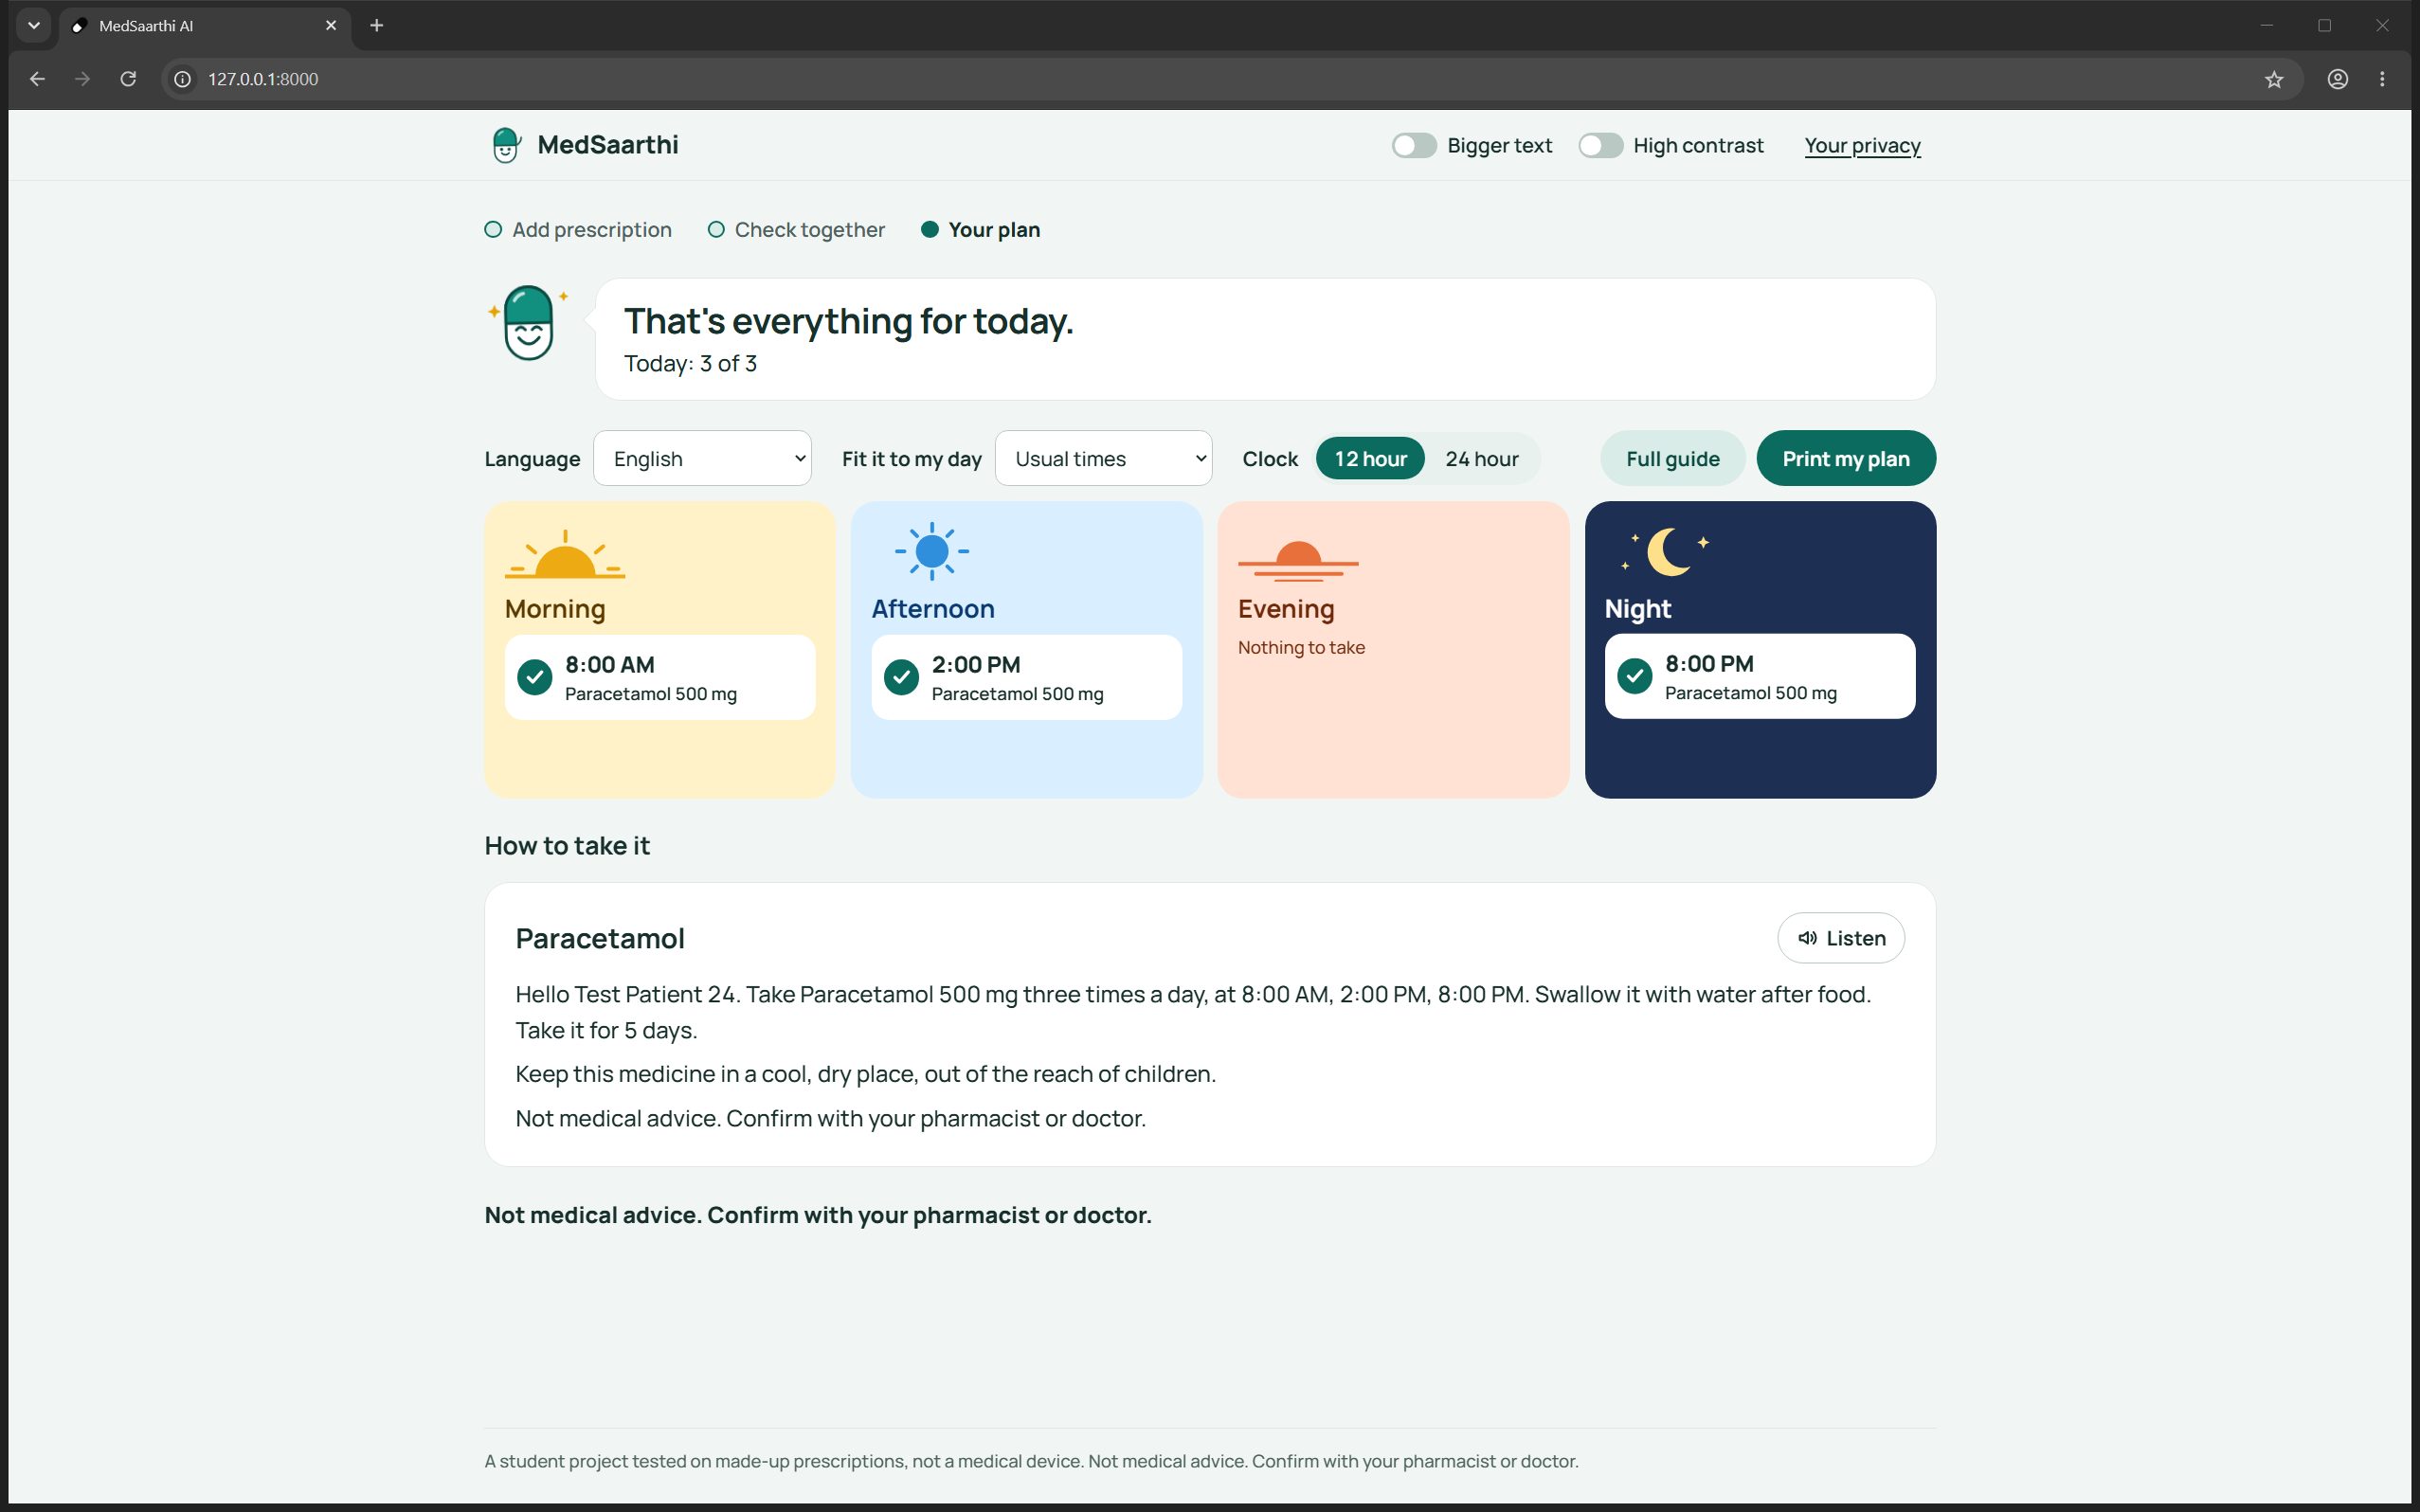 MedSaarthi AI
127.0.0.1:8000
MedSaarthi
Bigger text
High contrast
Your privacy
Add prescription
Check together
Your plan
That's everything for today.
Today: 3 of 3
Language
English
Fit it to my day
Usual times
Clock
12 hour
24 hour
Full guide
Print my plan
Morning
8:00 AM
Paracetamol 500 mg
Afternoon
2:00 PM
Paracetamol 500 mg
Evening
Nothing to take
Night
8:00 PM
Paracetamol 500 mg
How to take it
Paracetamol
Listen
Hello Test Patient 24. Take Paracetamol 500 mg three times a day, at 8:00 AM, 2:00 PM, 8:00 PM. Swallow it with water after food.
Take it for 5 days.
Keep this medicine in a cool, dry place, out of the reach of children.
Not medical advice. Confirm with your pharmacist or doctor.
Not medical advice. Confirm with your pharmacist or doctor.
A student project tested on made-up prescriptions, not a medical device. Not medical advice. Confirm with your pharmacist or doctor.